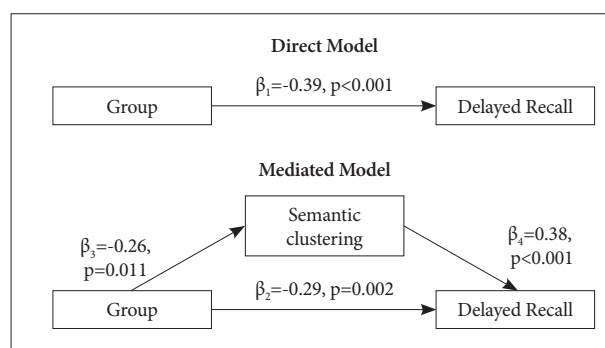 Direct Model
β₁=-0.39, p<0.001
Group
Delayed Recall
Mediated Model
Semantic
clustering
β₃=-0.26,
p=0.011
β₄=0.38,
p<0.001
β₂=-0.29, p=0.002
Group
Delayed Recall